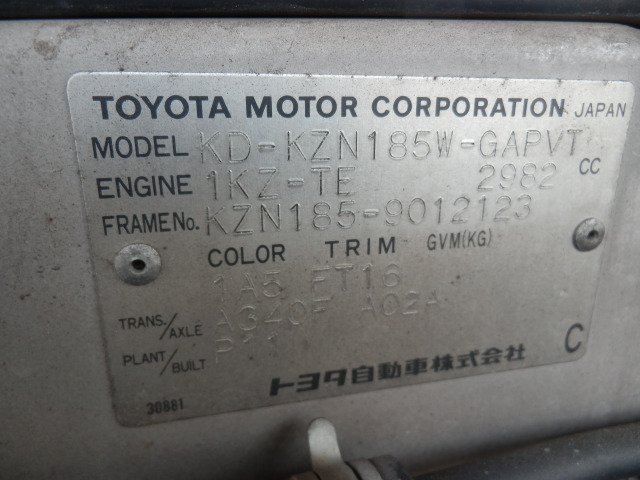 TOYOTA MOTOR CORPORATION JAPAN
MODEL KD-KZN185W-GAPVT
ENGINE 1KZ-TE 2982 CC
FRAME No. KZN185-9012123
COLOR TRIM GVM(KG)
1A5 FT16
TRANS./AXLE A340F A02A
PLANT/BUILT P11
トヨタ自動車株式会社 C
30881